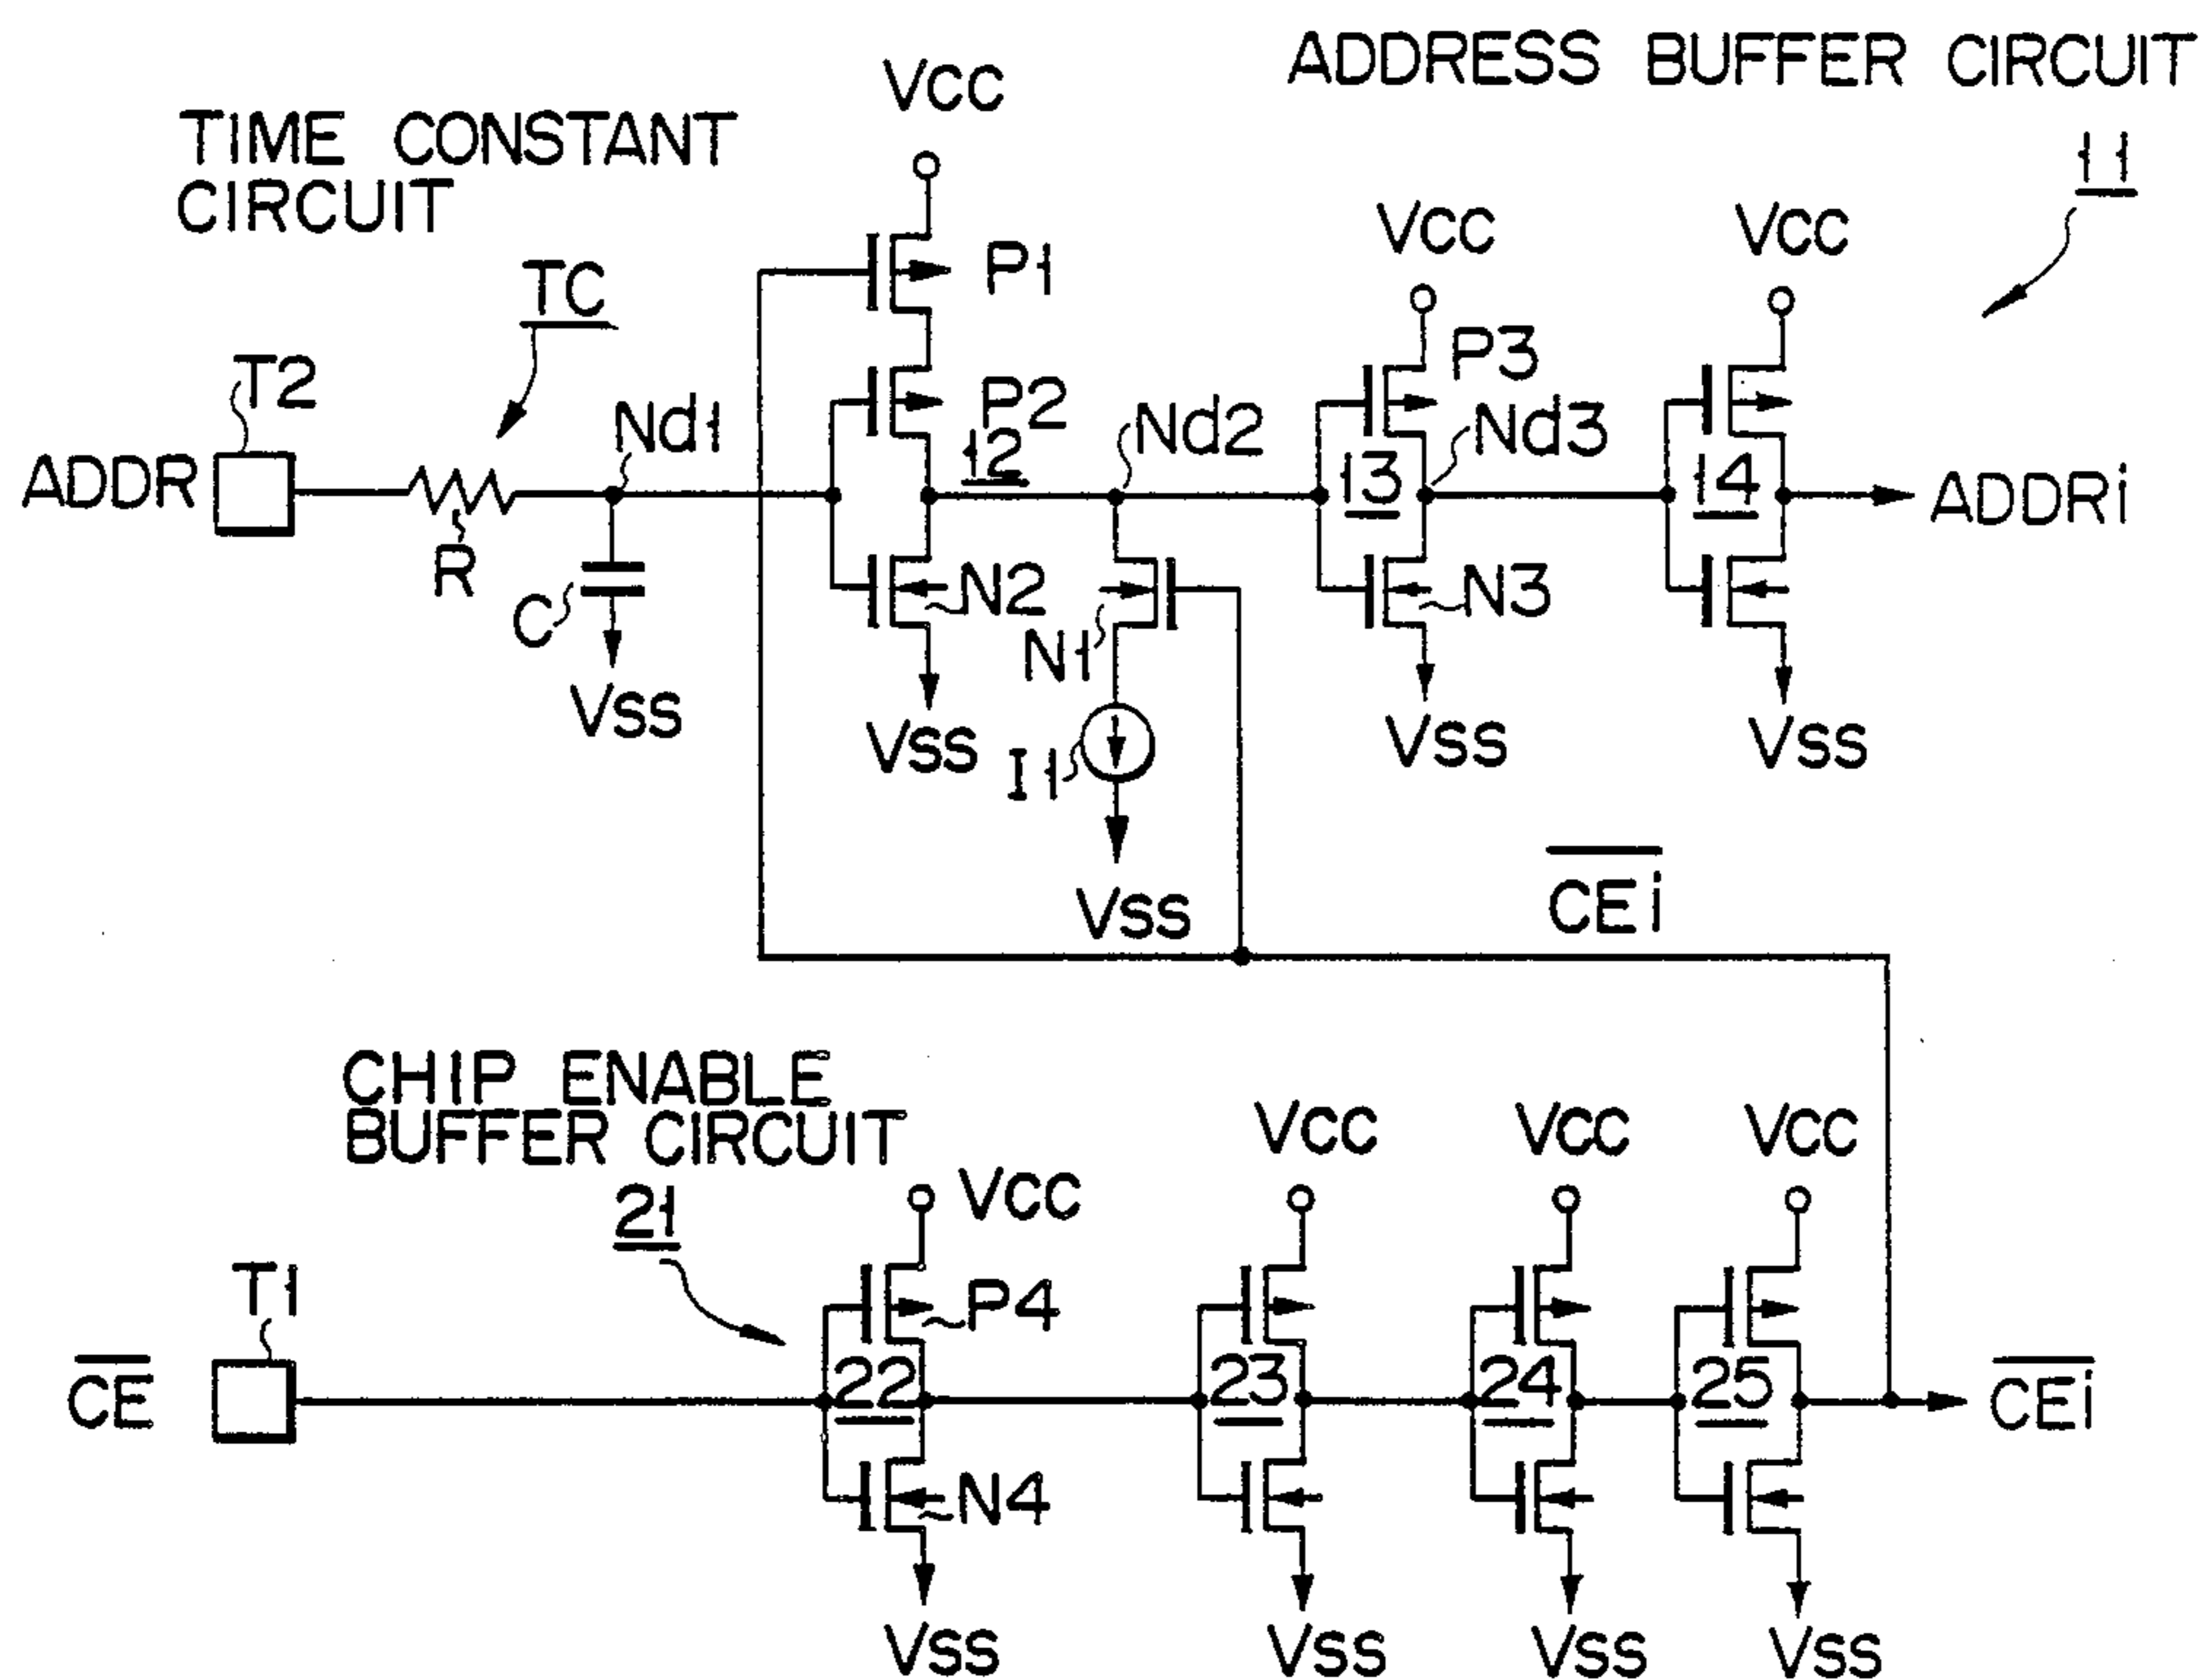 ADDRESS BUFFER CIRCUIT
11
TIME CONSTANT
CIRCUIT
TC
VCC
P1
VCC
VCC
T2
ADDR
R
Nd1
C
VSS
P2
12
N2
VSS
Nd2
N1
I1
VSS
P3
Nd3
13
N3
VSS
14
ADDRi
VSS
CEi
CHIP ENABLE
BUFFER CIRCUIT
21
VCC
VCC
VCC
VCC
T1
CE
P4
22
N4
23
24
25
CEi
VSS
VSS
VSS
VSS